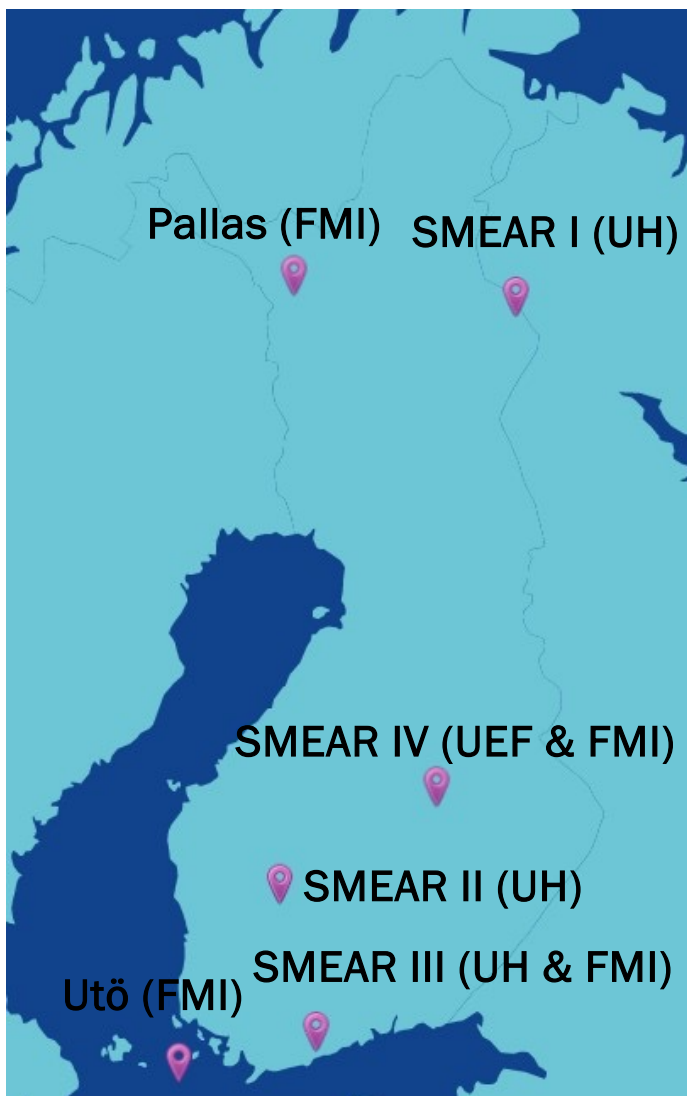 Pallas (FMI)
SMEAR I (UH)
SMEAR IV (UEF & FMI)
SMEAR II (UH)
SMEAR III (UH & FMI)
Utö (FMI)